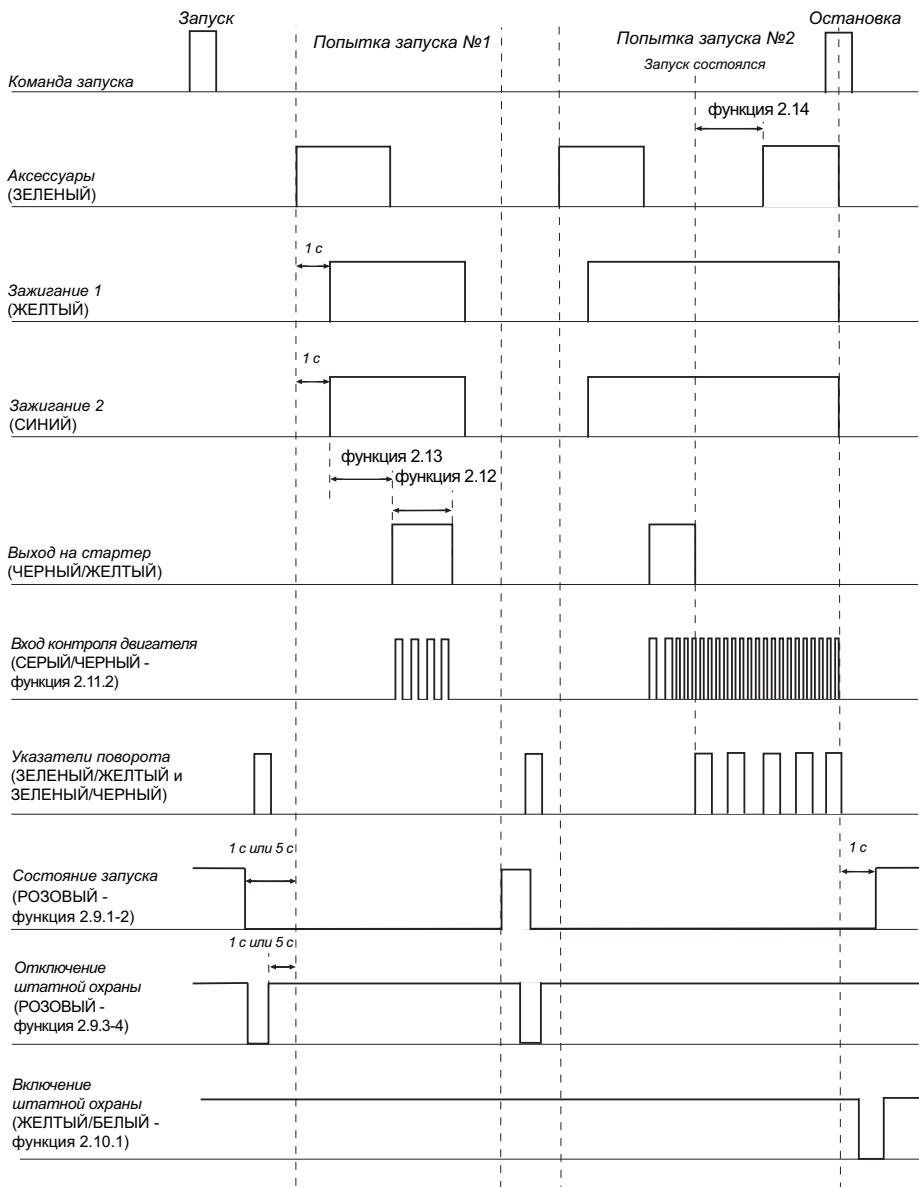 Запуск
Остановка
Попытка запуска №1
Попытка запуска №2
Запуск состоялся
Команда запуска
функция 2.14
Аксессуары
(ЗЕЛЕНЫЙ)
1 с
Зажигание 1
(ЖЕЛТЫЙ)
1 с
Зажигание 2
(СИНИЙ)
функция 2.13
функция 2.12
Выход на стартер
(ЧЕРНЫЙ/ЖЕЛТЫЙ)
Вход контроля двигателя
(СЕРЫЙ/ЧЕРНЫЙ -
функция 2.11.2)
Указатели поворота
(ЗЕЛЕНЫЙ/ЖЕЛТЫЙ и
ЗЕЛЕНЫЙ/ЧЕРНЫЙ)
1 с или 5 с
1 с
Состояние запуска
(РОЗОВЫЙ -
функция 2.9.1-2)
1 с или 5 с
Отключение
штатной охраны
(РОЗОВЫЙ -
функция 2.9.3-4)
Включение
штатной охраны
(ЖЕЛТЫЙ/БЕЛЫЙ -
функция 2.10.1)